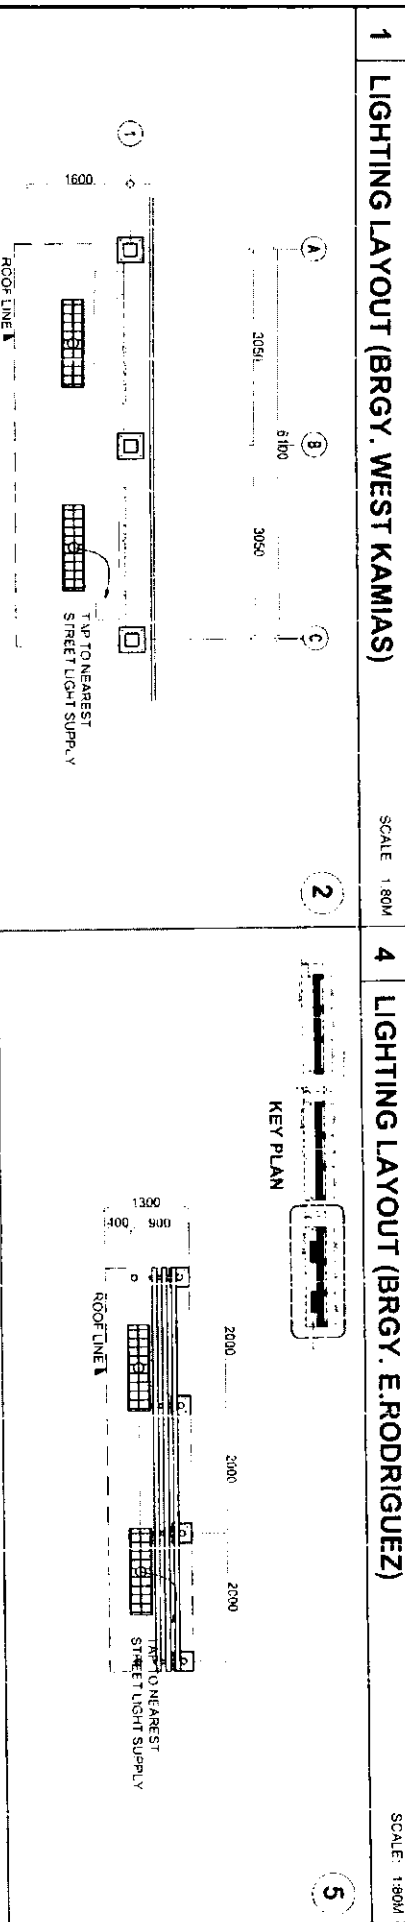 1
LIGHTING LAYOUT (BRGY. WEST KAMIAS)
SCALE 1:80M
A
B
C
6100
3050
3050
1
1600
TAP TO NEAREST
STREET LIGHT SUPPLY
ROOF LINE
2
4
LIGHTING LAYOUT (BRGY. E.RODRIGUEZ)
SCALE: 1:80M
KEY PLAN
2000
2000
2000
1300
400
900
TAP TO NEAREST
STREET LIGHT SUPPLY
ROOF LINE
5